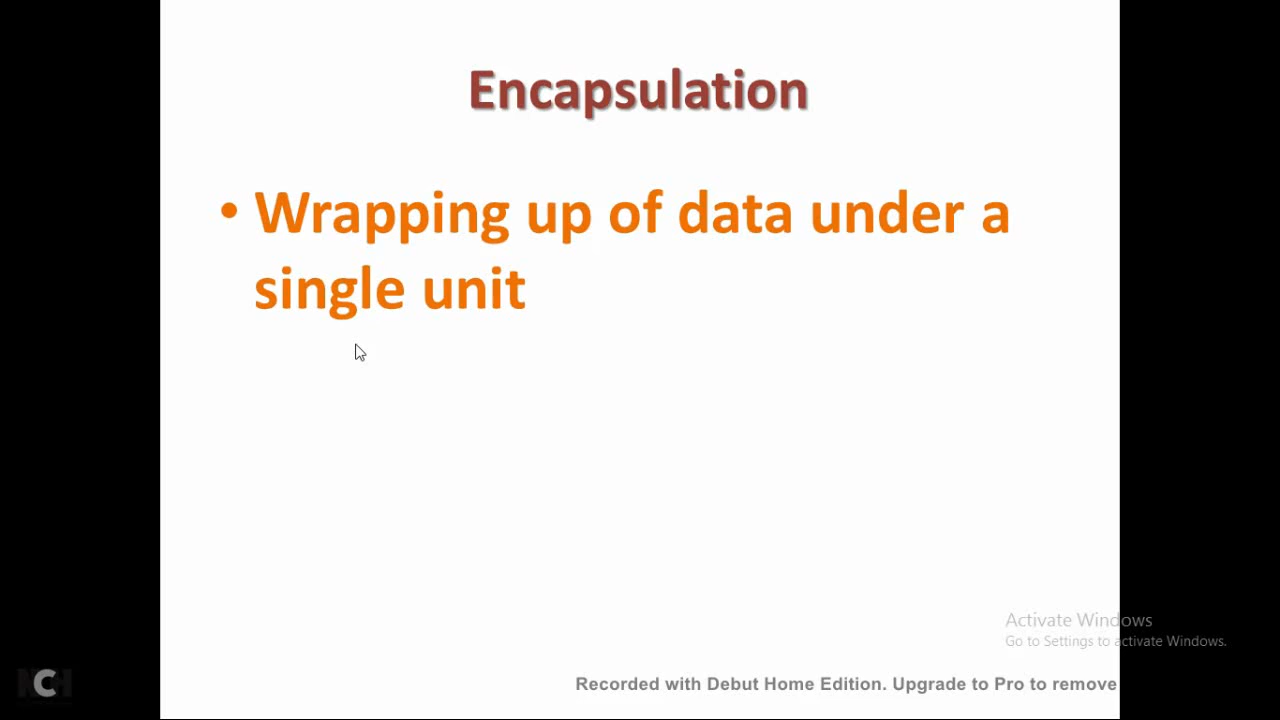 Encapsulation
• Wrapping up of data under a
single unit
Activate Windows
Go to Settings to activate Windows.
Recorded with Debut Home Edition. Upgrade to Pro to remove
NCH